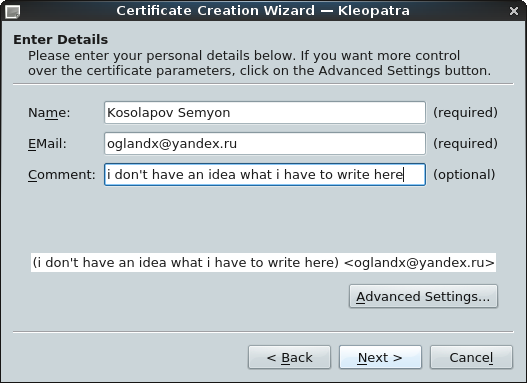 Certificate Creation Wizard — Kleopatra
Enter Details
Please enter your personal details below. If you want more control
over the certificate parameters, click on the Advanced Settings button.
Name: Kosolapov Semyon (required)
EMail: oglandx@yandex.ru (required)
Comment: i don't have an idea what i have to write here (optional)
(i don't have an idea what i have to write here) <oglandx@yandex.ru>
Advanced Settings...
< Back Next > Cancel